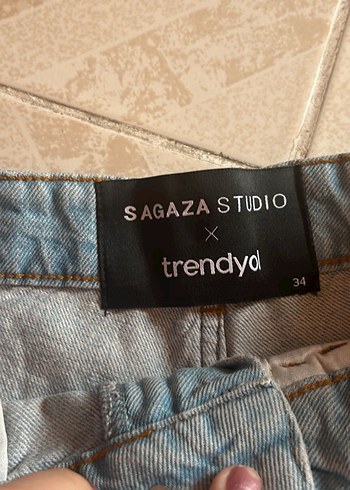 SAGAZA STUDIO
×
trendyol
34